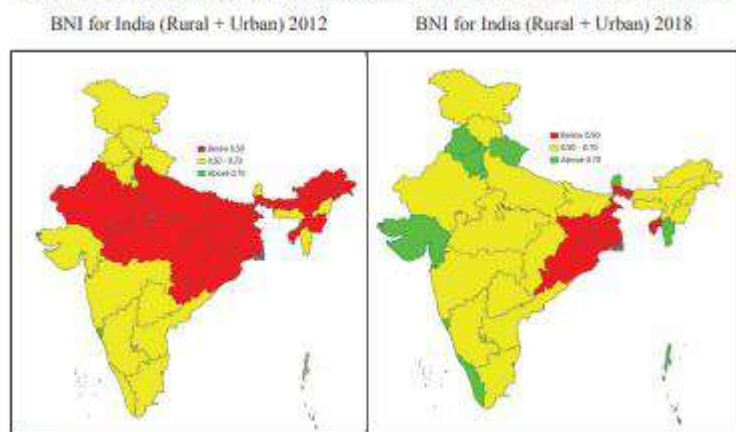 BNI for India (Rural + Urban) 2012
BNI for India (Rural + Urban) 2018
Below 0.50
0.50 - 0.70
Above 0.70
Below 0.50
0.50 - 0.70
Above 0.70